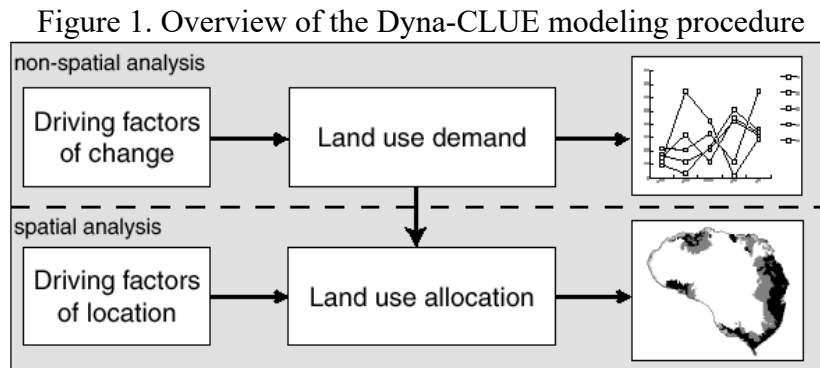 Figure 1. Overview of the Dyna-CLUE modeling procedure
non-spatial analysis
Driving factors
of change
Land use demand
spatial analysis
Driving factors
of location
Land use allocation